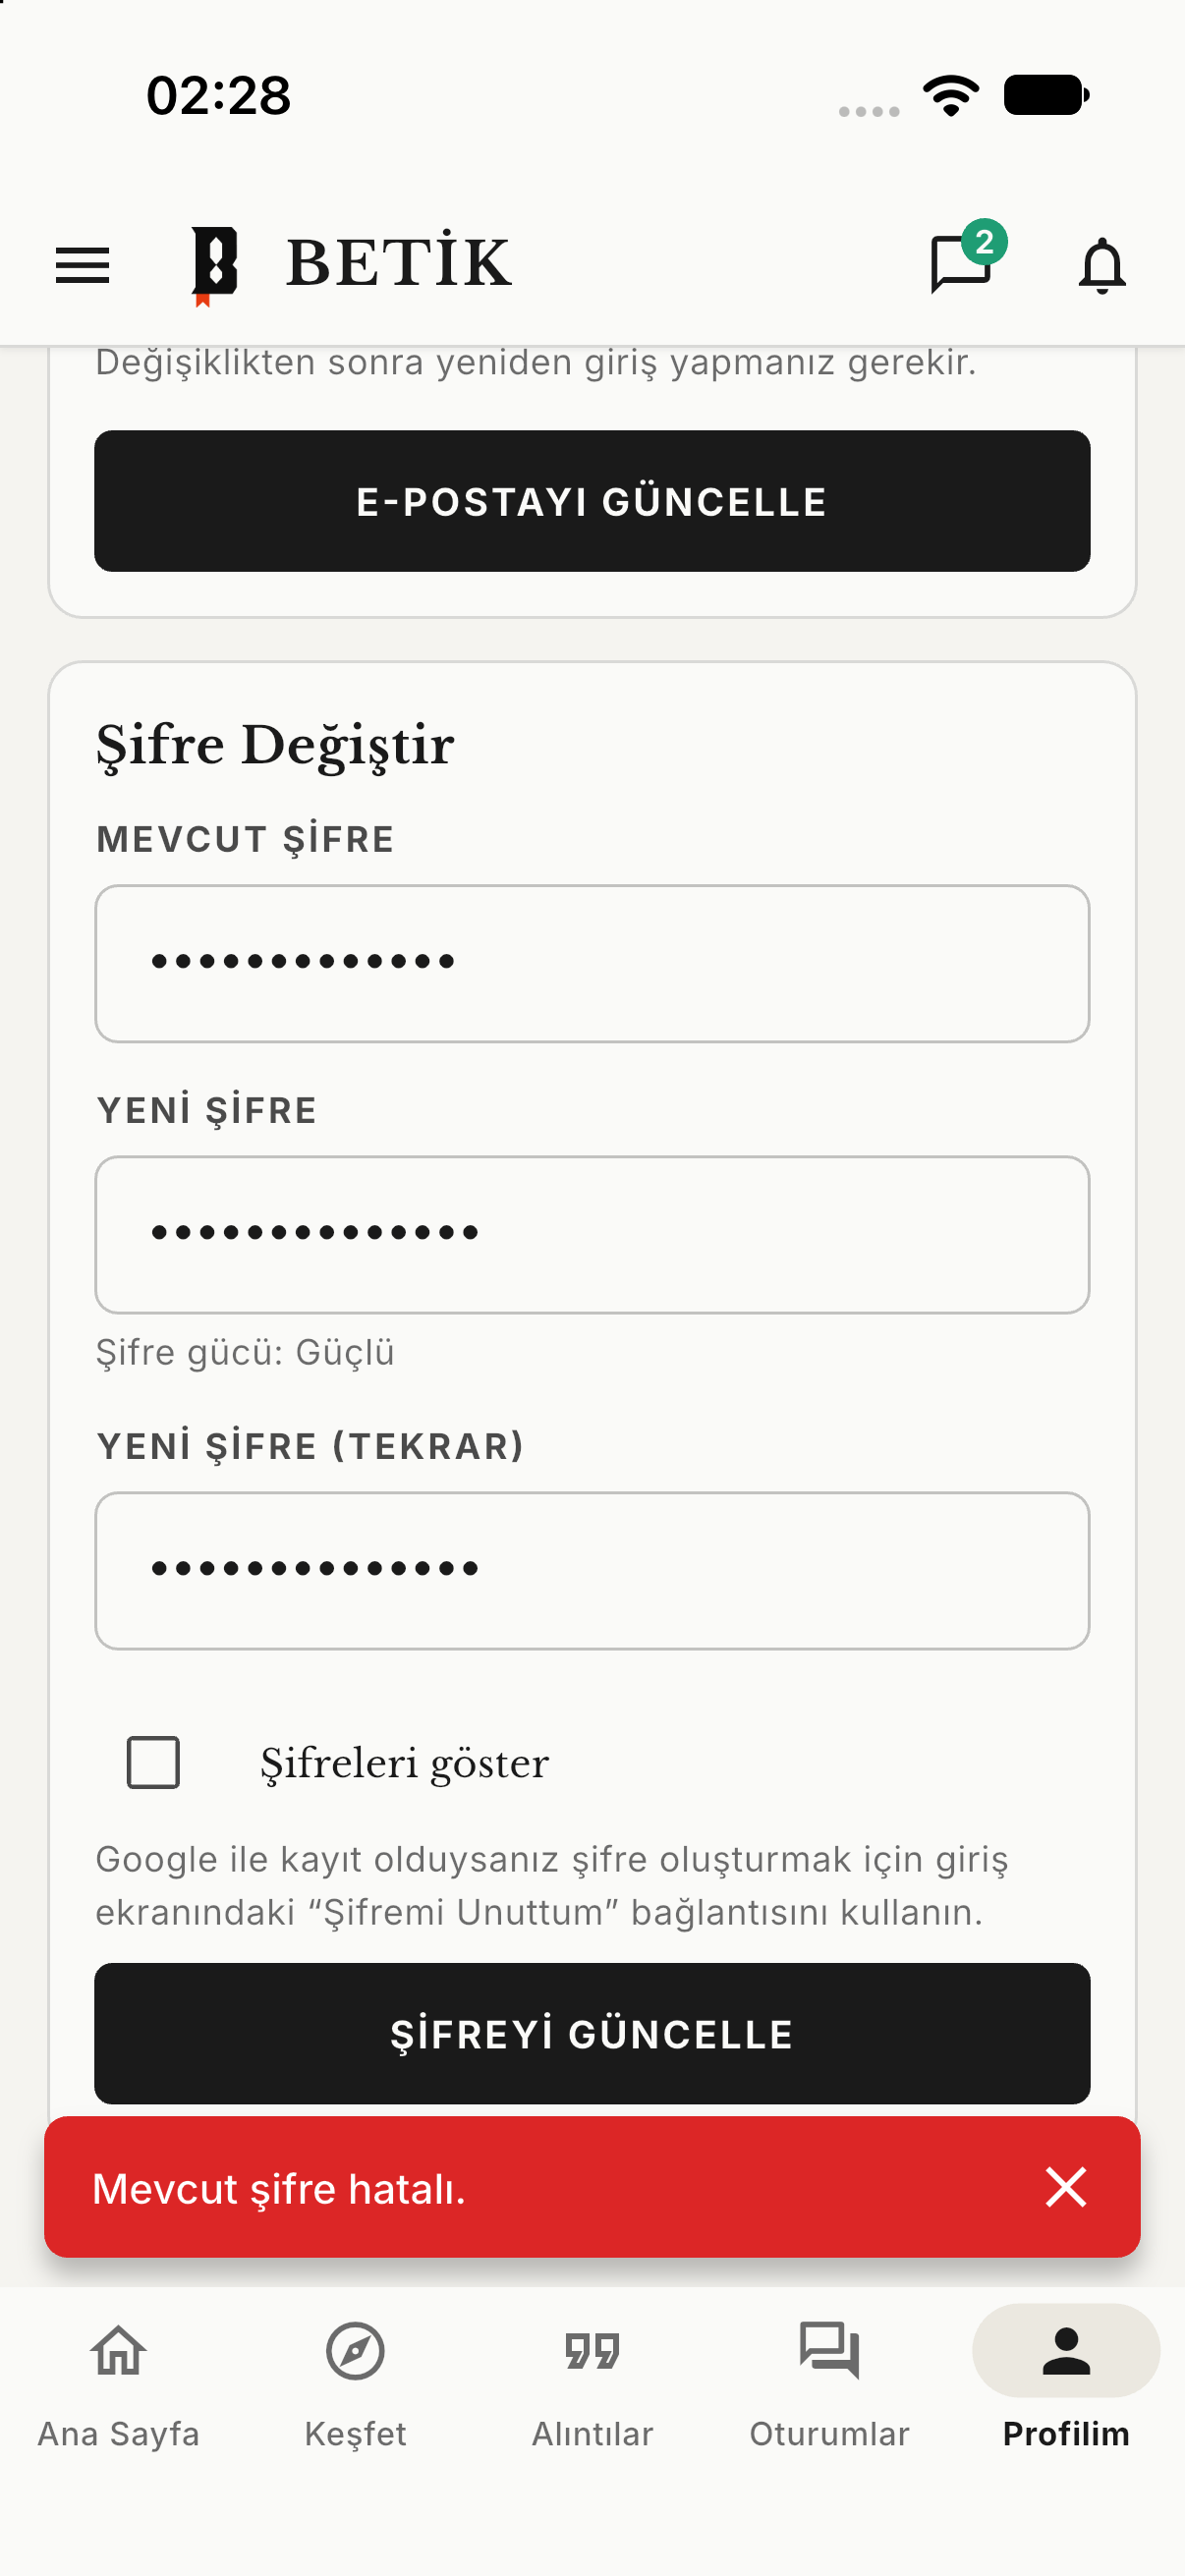 02:28
BETİK
2
Değişiklikten sonra yeniden giriş yapmanız gerekir.
E-POSTAYI GÜNCELLE
Şifre Değiştir
MEVCUT ŞİFRE
•••••••••••••
YENİ ŞİFRE
••••••••••••••
Şifre gücü: Güçlü
YENİ ŞİFRE (TEKRAR)
••••••••••••••
Şifreleri göster
Google ile kayıt olduysanız şifre oluşturmak için giriş
ekranındaki “Şifremi Unuttum” bağlantısını kullanın.
ŞİFREYİ GÜNCELLE
Mevcut şifre hatalı.
Ana Sayfa
Keşfet
Alıntılar
Oturumlar
Profilim